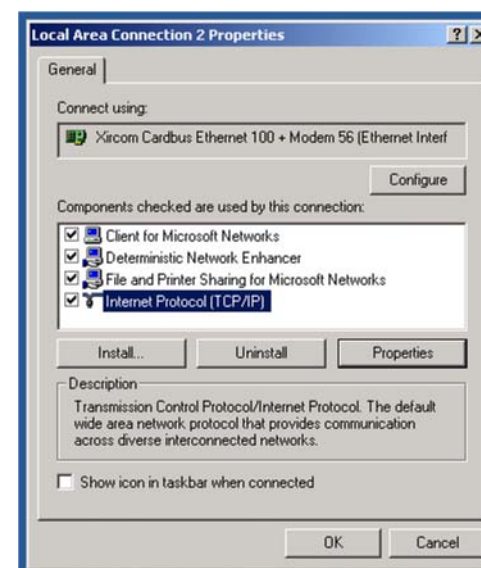 Local Area Connection 2 Properties
General
Connect using:
Xircom Cardbus Ethernet 100 + Modem 56 (Ethernet Interf
Configure
Components checked are used by this connection:
Client for Microsoft Networks
Deterministic Network Enhancer
File and Printer Sharing for Microsoft Networks
Internet Protocol (TCP/IP)
Install... Uninstall Properties
Description
Transmission Control Protocol/Internet Protocol. The default
wide area network protocol that provides communication
across diverse interconnected networks.
Show icon in taskbar when connected
OK Cancel